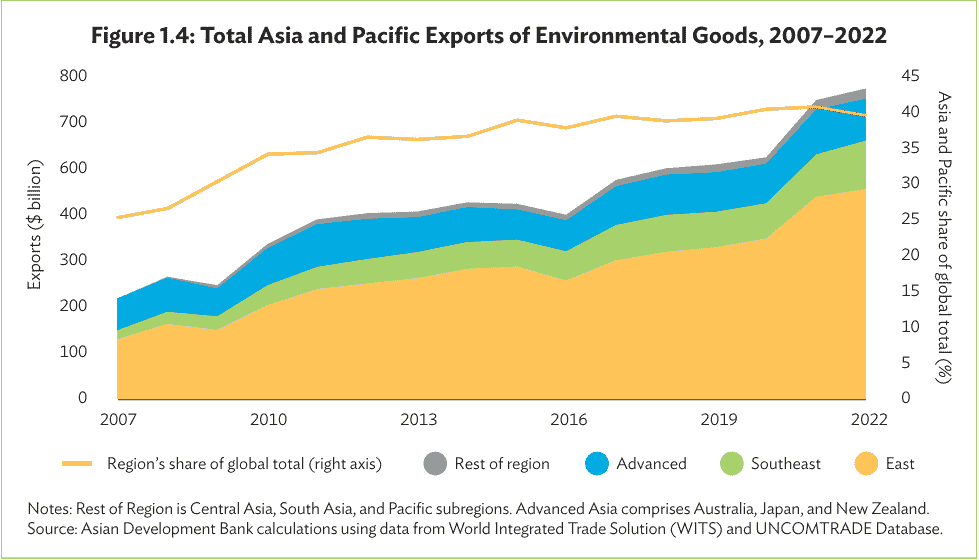 Figure 1.4: Total Asia and Pacific Exports of Environmental Goods, 2007–2022
Exports ($ billion)
800
700
600
500
400
300
200
100
0
45
40
35
30
25
20
15
10
5
0
Asia and Pacific share of global total (%)
2007 2010 2013 2016 2019 2022
Region's share of global total (right axis) Rest of region Advanced Southeast East
Notes: Rest of Region is Central Asia, South Asia, and Pacific subregions. Advanced Asia comprises Australia, Japan, and New Zealand.
Source: Asian Development Bank calculations using data from World Integrated Trade Solution (WITS) and UNCOMTRADE Database.